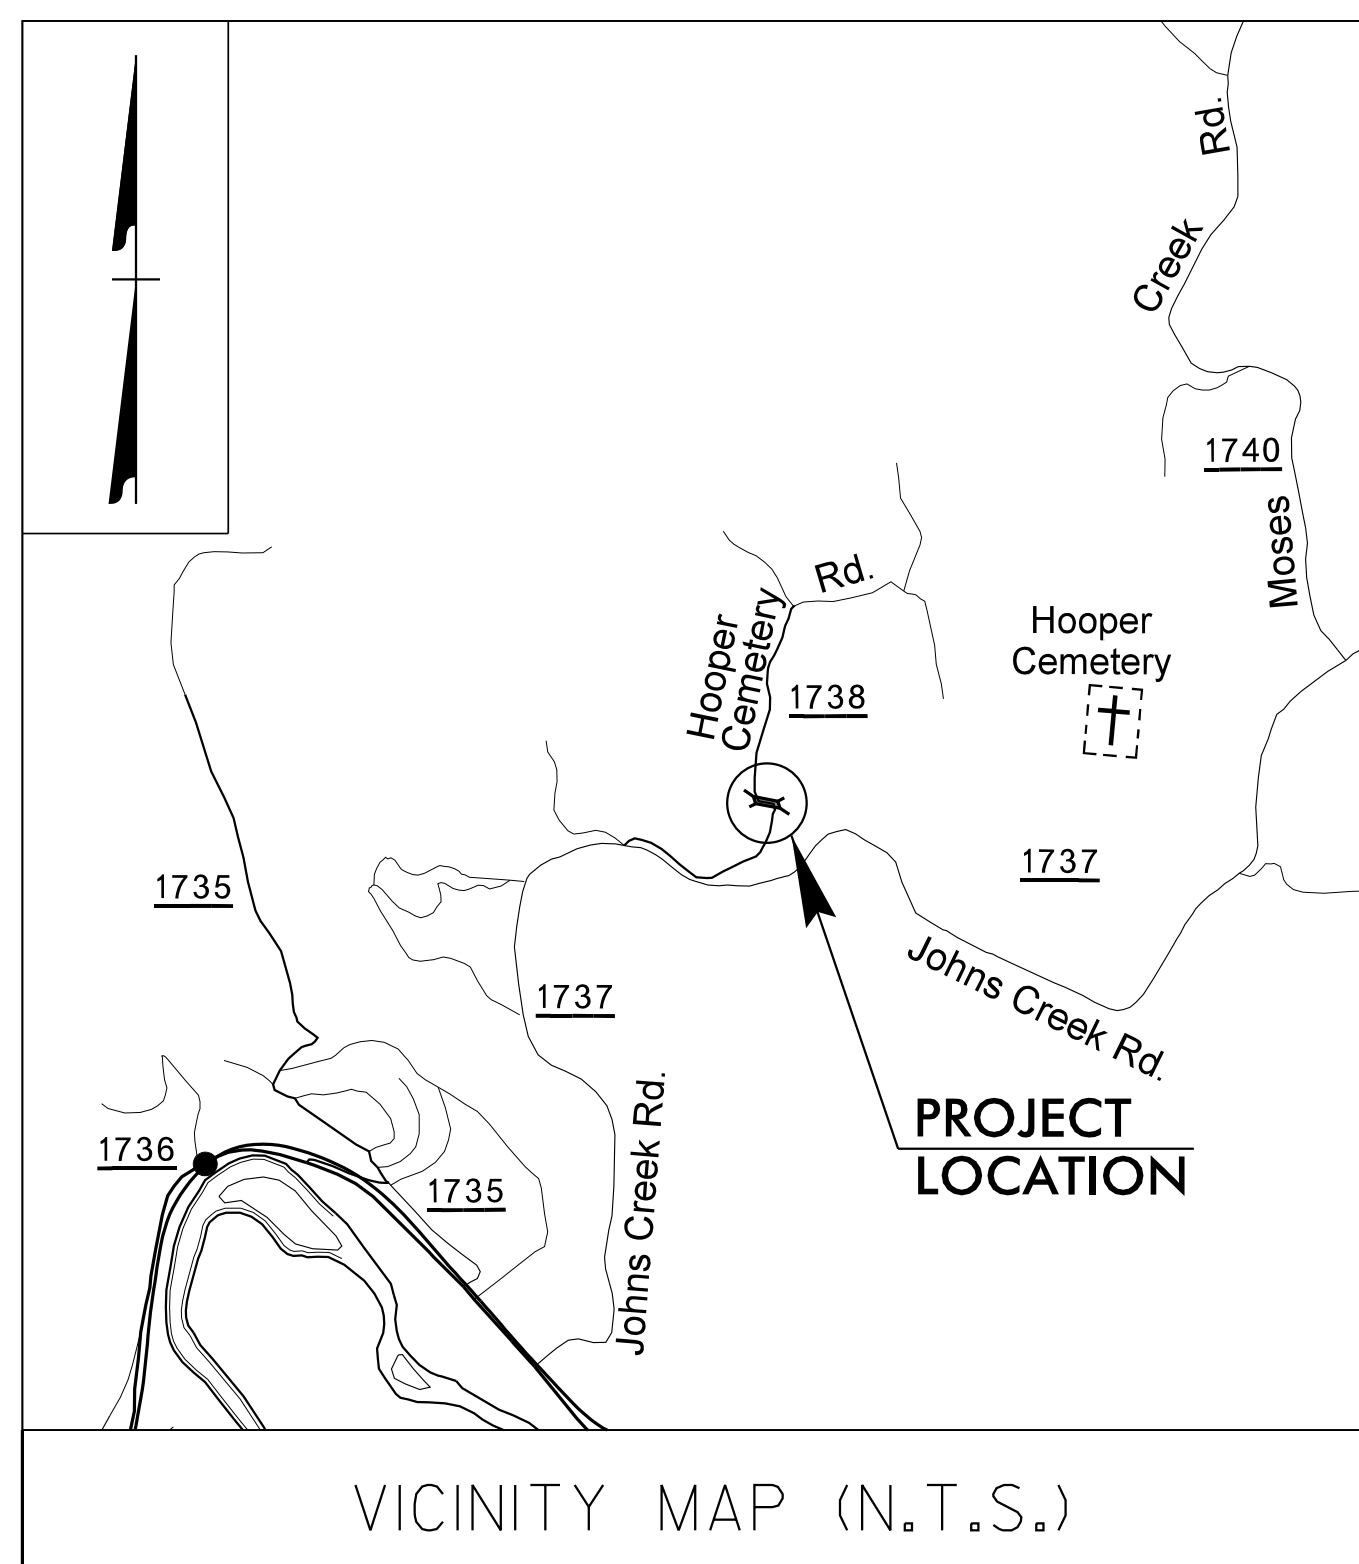 Moses Creek Rd.
1740
Hooper
Cemetery Rd.
Hooper
Cemetery
1738
1737
1735
1737
Johns Creek Rd.
Johns Creek Rd.
1736
1735
PROJECT
LOCATION
VICINITY MAP (N.T.S.)